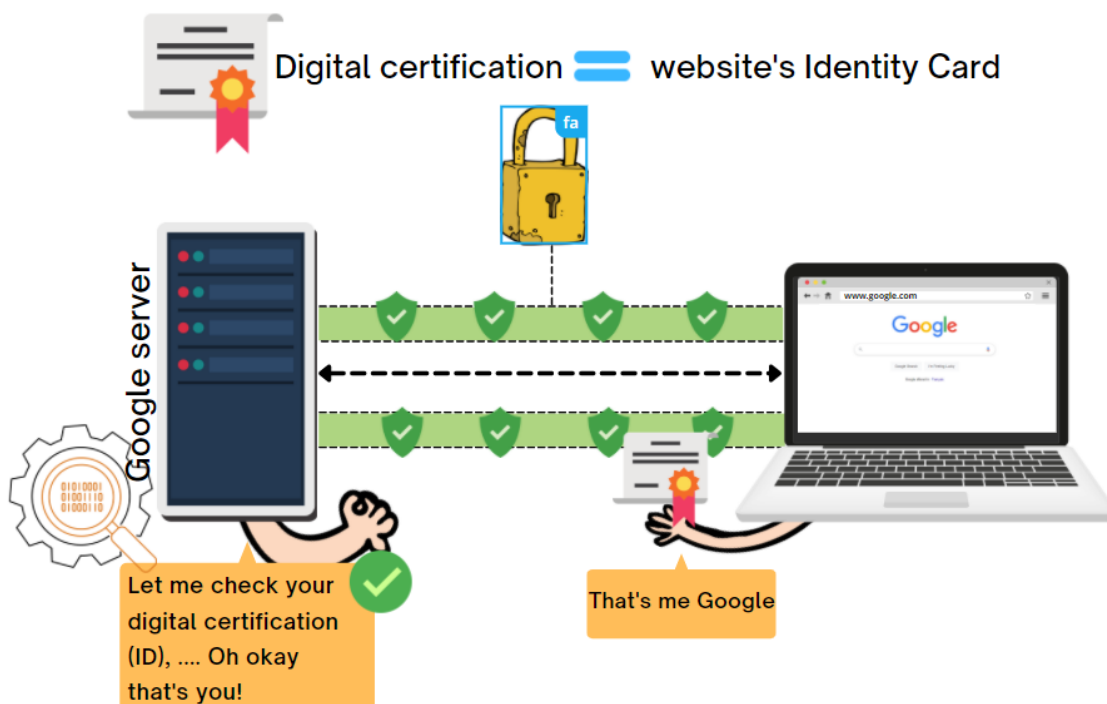 Digital certification = website's Identity Card
fa
Google server
www.google.com
Google
01010001
01001110
01000110
Let me check your
digital certification
(ID), .... Oh okay
that's you!
That's me Google